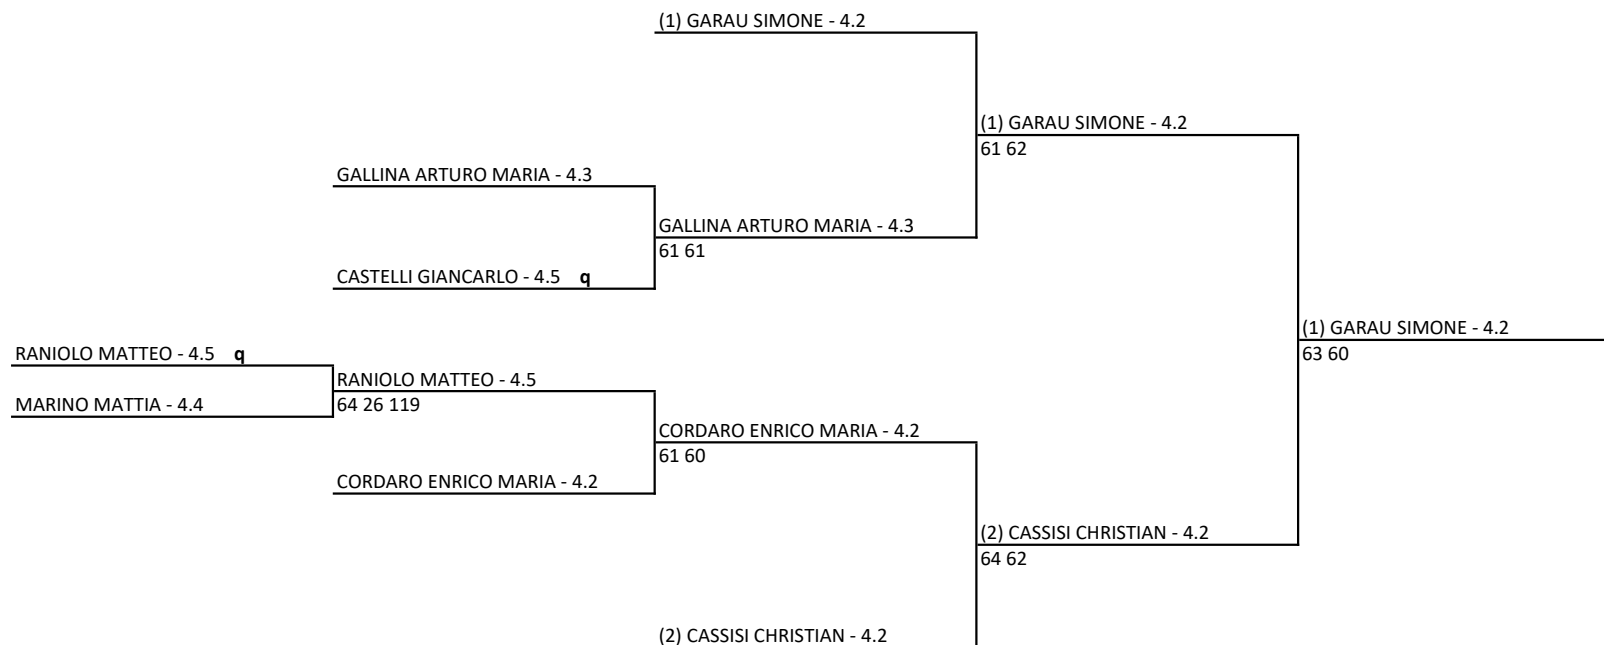 (1) GARAU SIMONE - 4.2
(1) GARAU SIMONE - 4.2
61 62
GALLINA ARTURO MARIA - 4.3
GALLINA ARTURO MARIA - 4.3
61 61
CASTELLI GIANCARLO - 4.5 q
(1) GARAU SIMONE - 4.2
63 60
RANIOLO MATTEO - 4.5 q
RANIOLO MATTEO - 4.5
MARINO MATTIA - 4.4
64 26 119
CORDARO ENRICO MARIA - 4.2
61 60
CORDARO ENRICO MARIA - 4.2
(2) CASSISI CHRISTIAN - 4.2
64 62
(2) CASSISI CHRISTIAN - 4.2